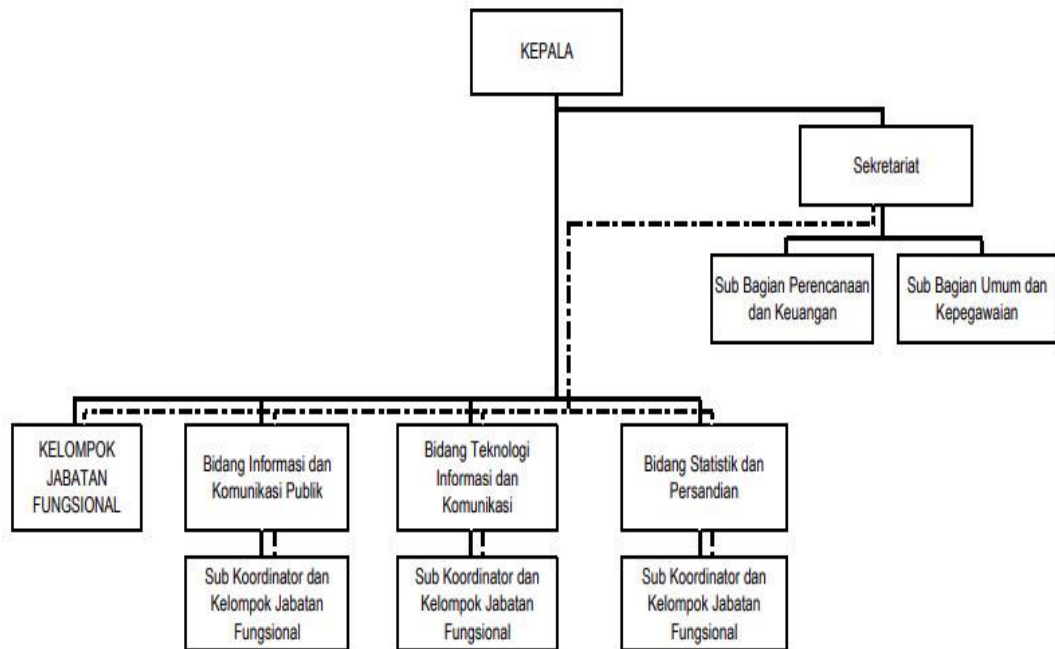 KEPALA
Sekretariat
Sub Bagian Perencanaan
dan Keuangan
Sub Bagian Umum dan
Kepegawaian
KELOMPOK
JABATAN
FUNGSIONAL
Bidang Informasi dan
Komunikasi Publik
Bidang Teknologi
Informasi dan
Komunikasi
Bidang Statistik dan
Persandian
Sub Koordinator dan
Kelompok Jabatan
Fungsional
Sub Koordinator dan
Kelompok Jabatan
Fungsional
Sub Koordinator dan
Kelompok Jabatan
Fungsional